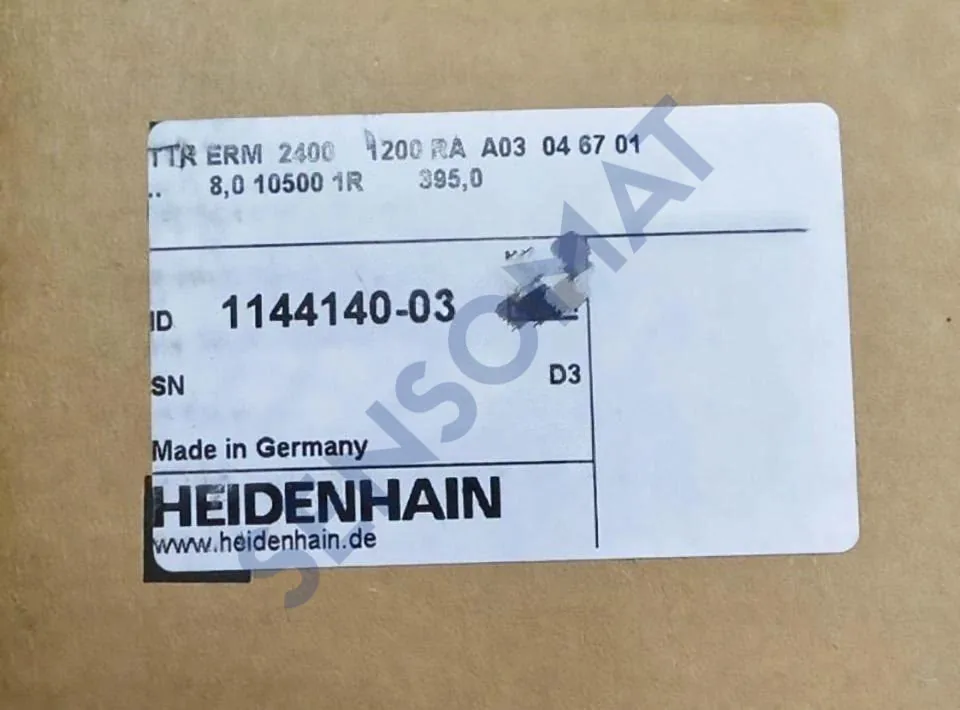 TTR ERM 2400 1200 RA A03 04 67 01
.. 8,0 10500 1R 395,0
ID 1144140-03
SN D3
Made in Germany
HEIDENHAIN
www.heidenhain.de
SENSOMAT